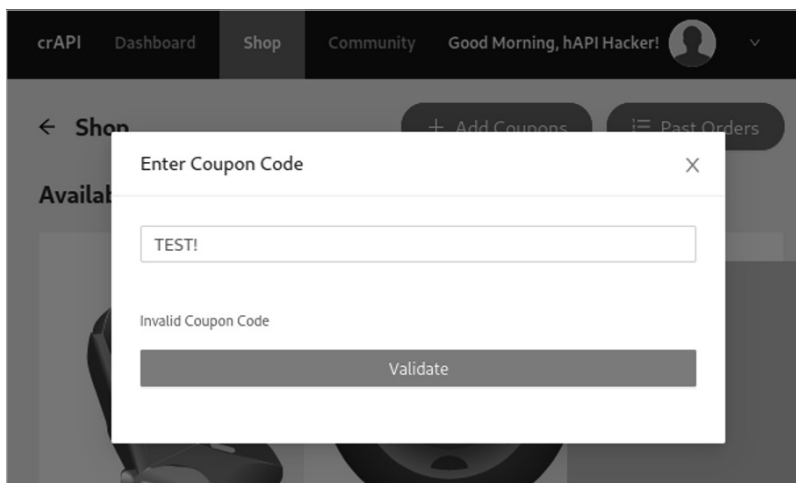 crAPI Dashboard Shop Community Good Morning, hAPI Hacker!
← Shop + Add Coupons Past Orders
Enter Coupon Code
Availab
TEST!
Invalid Coupon Code
Validate